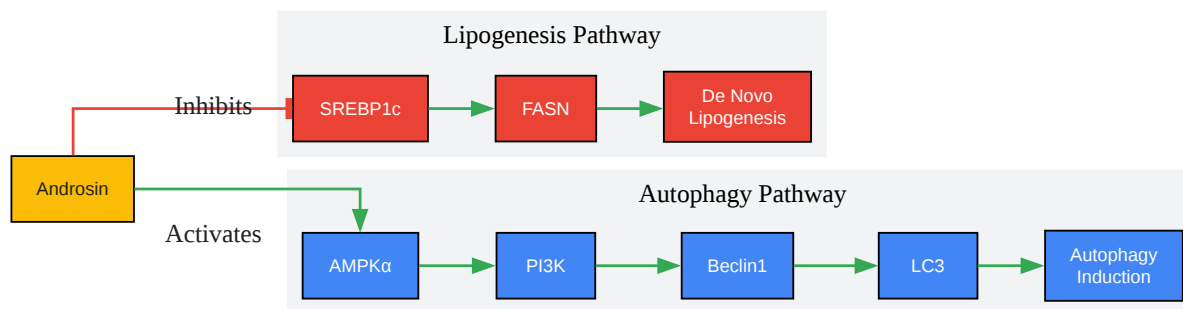 Lipogenesis Pathway
Inhibits
SREBP1c
FASN
De Novo
Lipogenesis
Androsin
Autophagy Pathway
Activates
AMPKα
PI3K
Beclin1
LC3
Autophagy
Induction